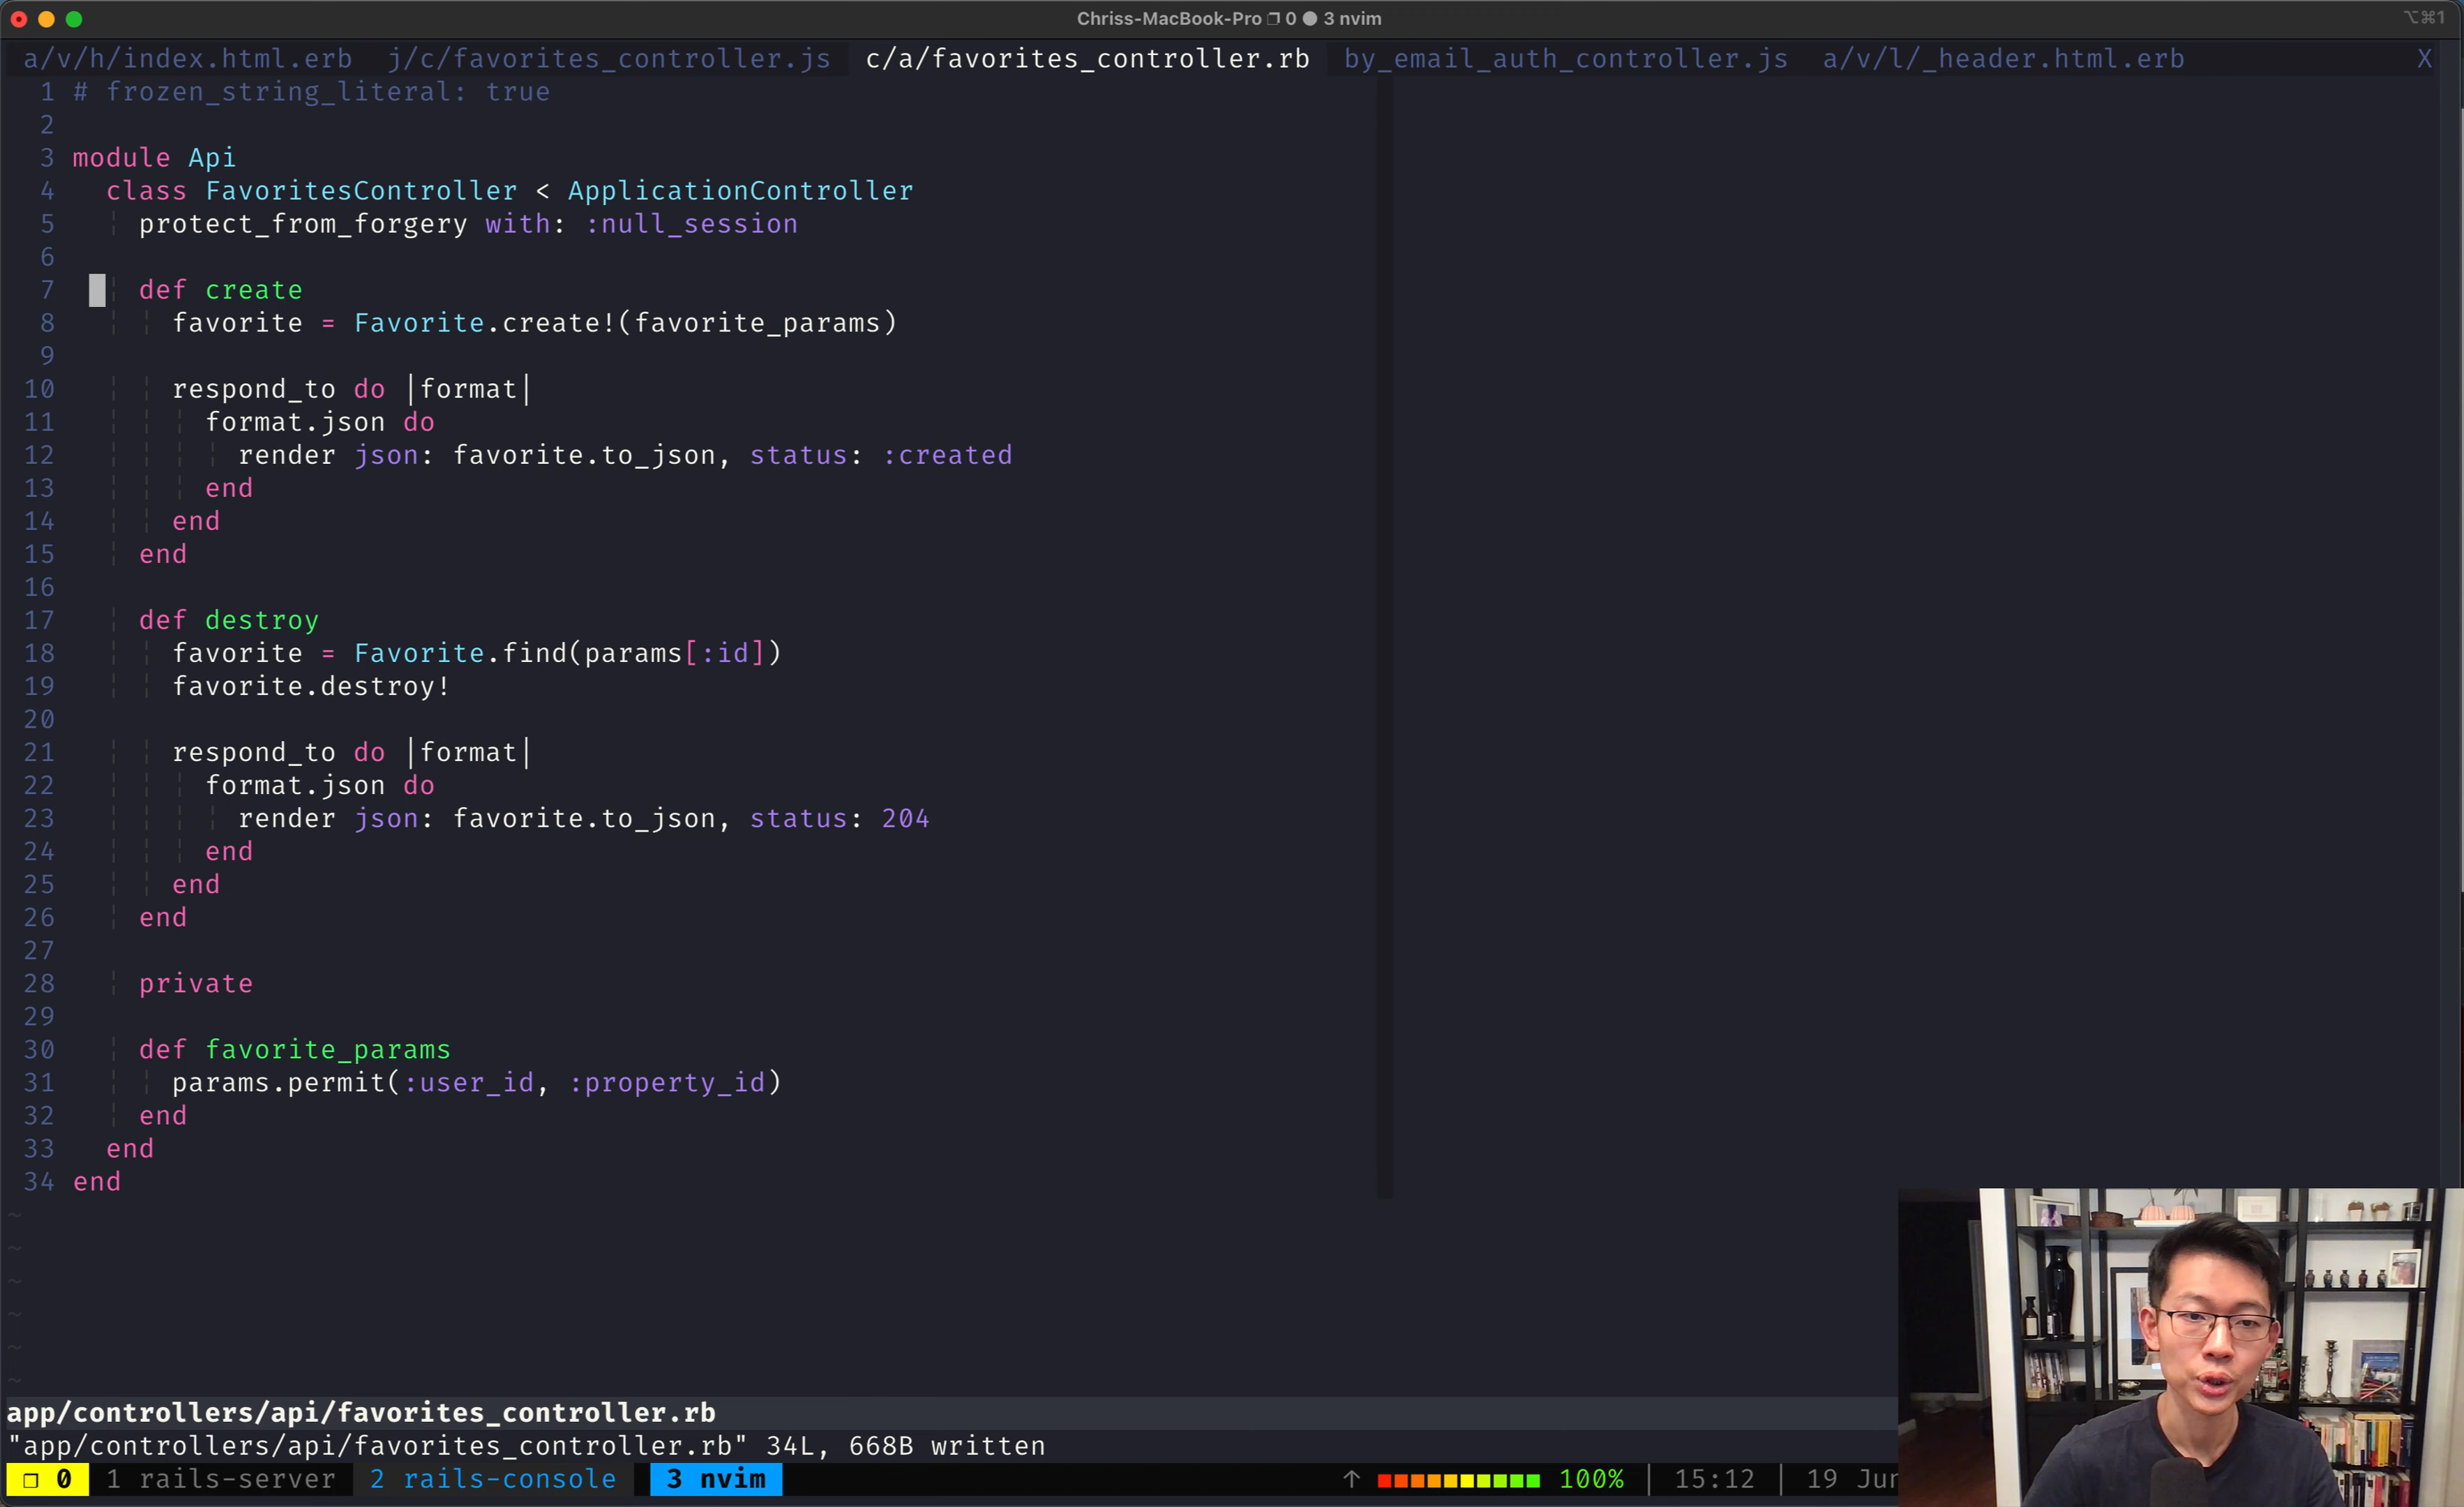 Chriss-MacBook-Pro ❐ 0 ● 3 nvim
⌥⌘1
a/v/h/index.html.erb j/c/favorites_controller.js c/a/favorites_controller.rb by_email_auth_controller.js a/v/l/_header.html.erb X
1 # frozen_string_literal: true
2
3 module Api
4 class FavoritesController < ApplicationController
5 protect_from_forgery with: :null_session
6
7 def create
8 favorite = Favorite.create!(favorite_params)
9
10 respond_to do |format|
11 format.json do
12 render json: favorite.to_json, status: :created
13 end
14 end
15 end
16
17 def destroy
18 favorite = Favorite.find(params[:id])
19 favorite.destroy!
20
21 respond_to do |format|
22 format.json do
23 render json: favorite.to_json, status: 204
24 end
25 end
26 end
27
28 private
29
30 def favorite_params
31 params.permit(:user_id, :property_id)
32 end
33 end
34 end
~
~
~
~
~
~
app/controllers/api/favorites_controller.rb
"app/controllers/api/favorites_controller.rb" 34L, 668B written
❐ 0 1 rails-server 2 rails-console 3 nvim ↑ 100% | 15:12 | 19 Jun